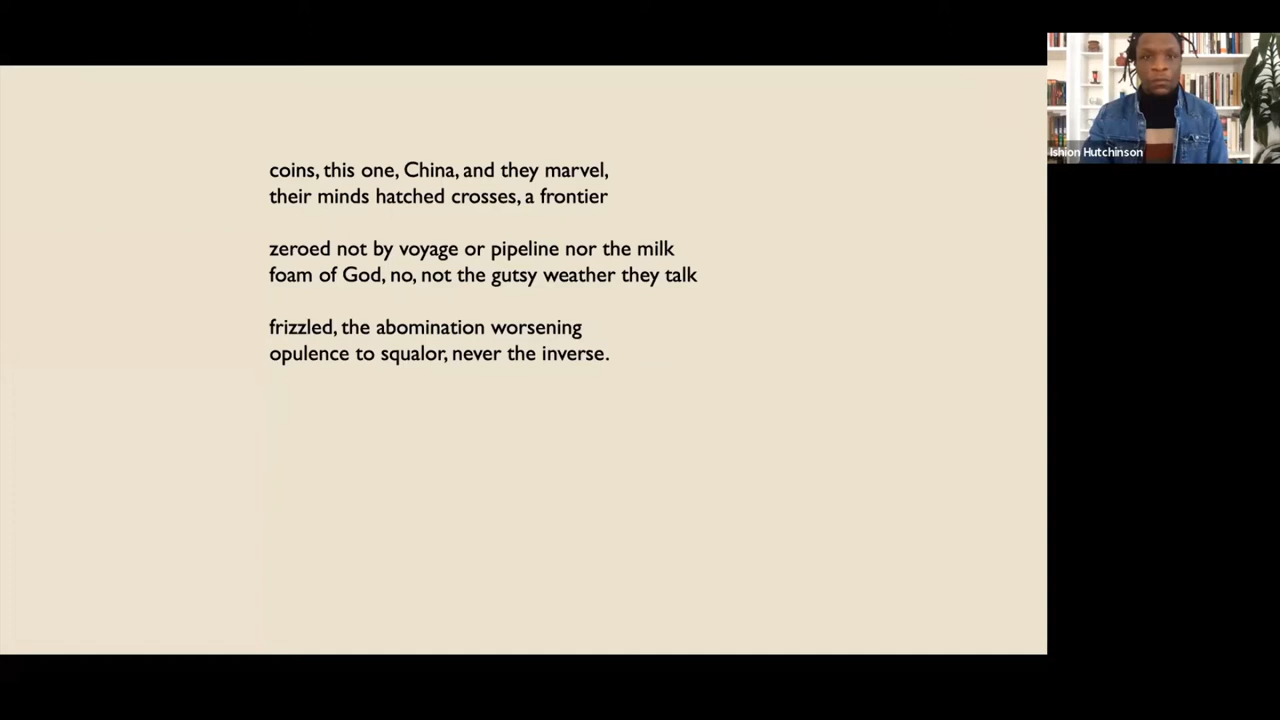 coins, this one, China, and they marvel,
their minds hatched crosses, a frontier
zeroed not by voyage or pipeline nor the milk
foam of God, no, not the gutsy weather they talk
frizzled, the abomination worsening
opulence to squalor, never the inverse.
Ishion Hutchinson